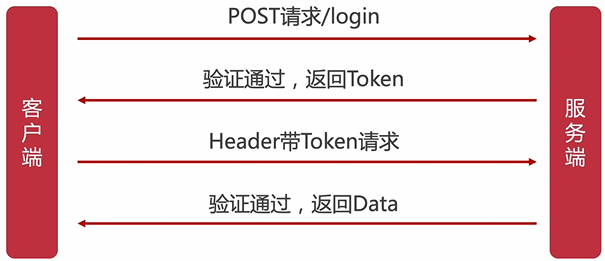 POST请求/login
验证通过，返回Token
Header带Token请求
验证通过，返回Data
客户端
服务端